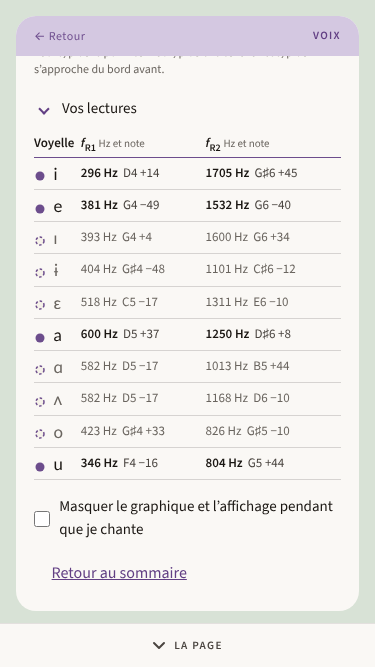 ← Retour VOIX
s’approche du bord avant.
Vos lectures
Voyelle fR1 Hz et note fR2 Hz et note
i 296 Hz D4 +14 1705 Hz G♯6 +45
e 381 Hz G4 −49 1532 Hz G6 −40
ɪ 393 Hz G4 +4 1600 Hz G6 +34
ɨ 404 Hz G♯4 −48 1101 Hz C♯6 −12
ɛ 518 Hz C5 −17 1311 Hz E6 −10
a 600 Hz D5 +37 1250 Hz D♯6 +8
ɑ 582 Hz D5 −17 1013 Hz B5 +44
ʌ 582 Hz D5 −17 1168 Hz D6 −10
o 423 Hz G♯4 +33 826 Hz G♯5 −10
u 346 Hz F4 −16 804 Hz G5 +44
Masquer le graphique et l’affichage pendant
que je chante
Retour au sommaire
LA PAGE